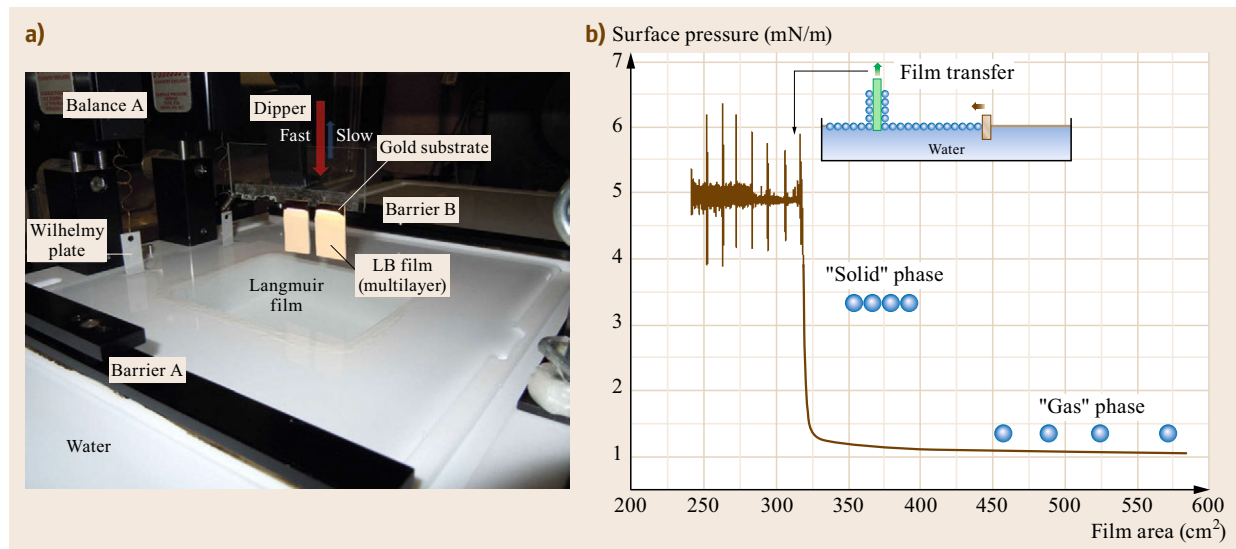 a)
Balance A
Dipper
Fast
Slow
Gold substrate
Barrier B
Wilhelmy
plate
LB film
(multilayer)
Langmuir
film
Barrier A
Water
b) Surface pressure (mN/m)
7
6
5
4
3
2
1
Film transfer
Water
"Solid" phase
"Gas" phase
200 250 300 350 400 450 500 550 600
Film area (cm²)